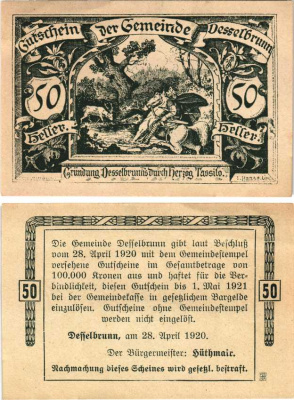 Gutschein der Gemeinde Desselbrunn
50 50
Heller. Heller.
Gründung Desselbrunns durch Herzog Tassilo.
Die Gemeinde Desselbrunn gibt laut Beschluß
vom 28. April 1920 mit dem Gemeindestempel
versehene Gutscheine im Gesamtbetrage von
100.000 Kronen aus und haftet für die Ver-
bindlichkeit, diesen Gutschein bis 1. Mai 1921
bei der Gemeindekasse in gesetzlichem Bargelde
einzulösen. Gutscheine ohne Gemeindestempel
werden nicht eingelöst.
50 50
Desselbrunn, am 28. April 1920.
Der Bürgermeister: Hüthmair.
Nachmachung dieses Scheines wird gesetzl. bestraft.